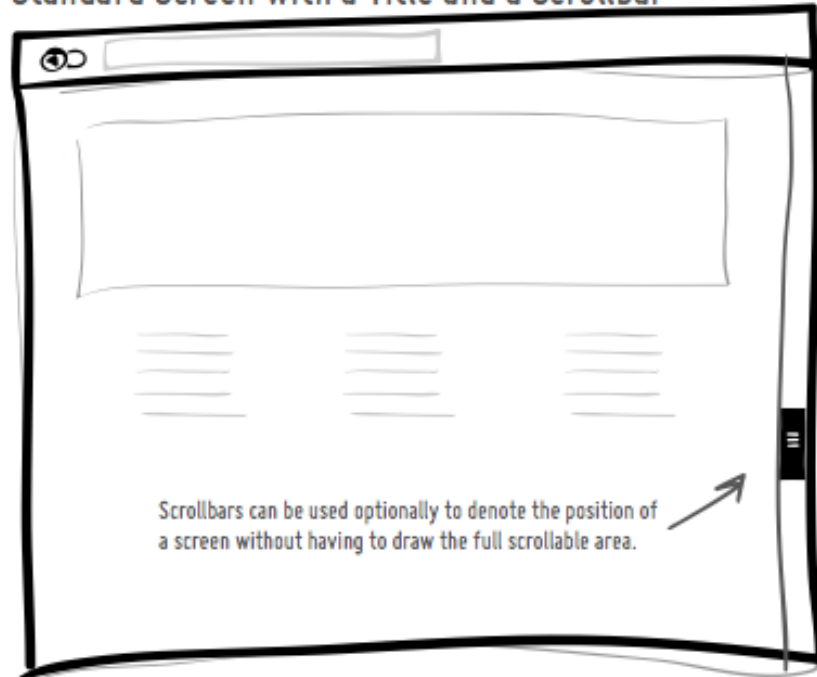 Standard Screen with a Title and a Scrollbar
Scrollbars can be used optionally to denote the position of
a screen without having to draw the full scrollable area.